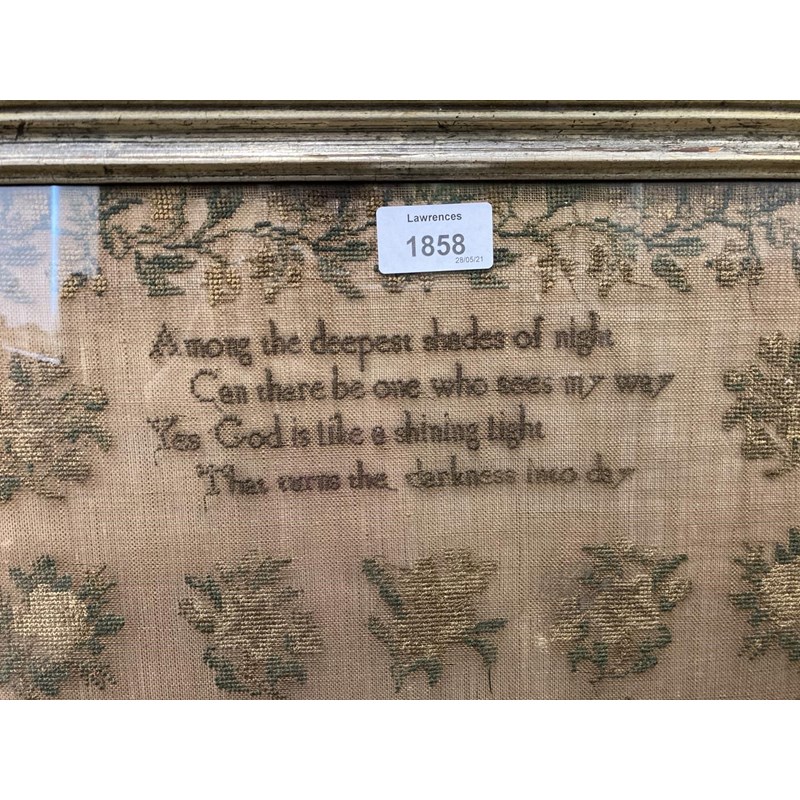 Lawrences
1858
28/05/21
Among the deepest shades of night
Can there be one who sees my way
Yes God is like a shining light
That turns the darkness into day